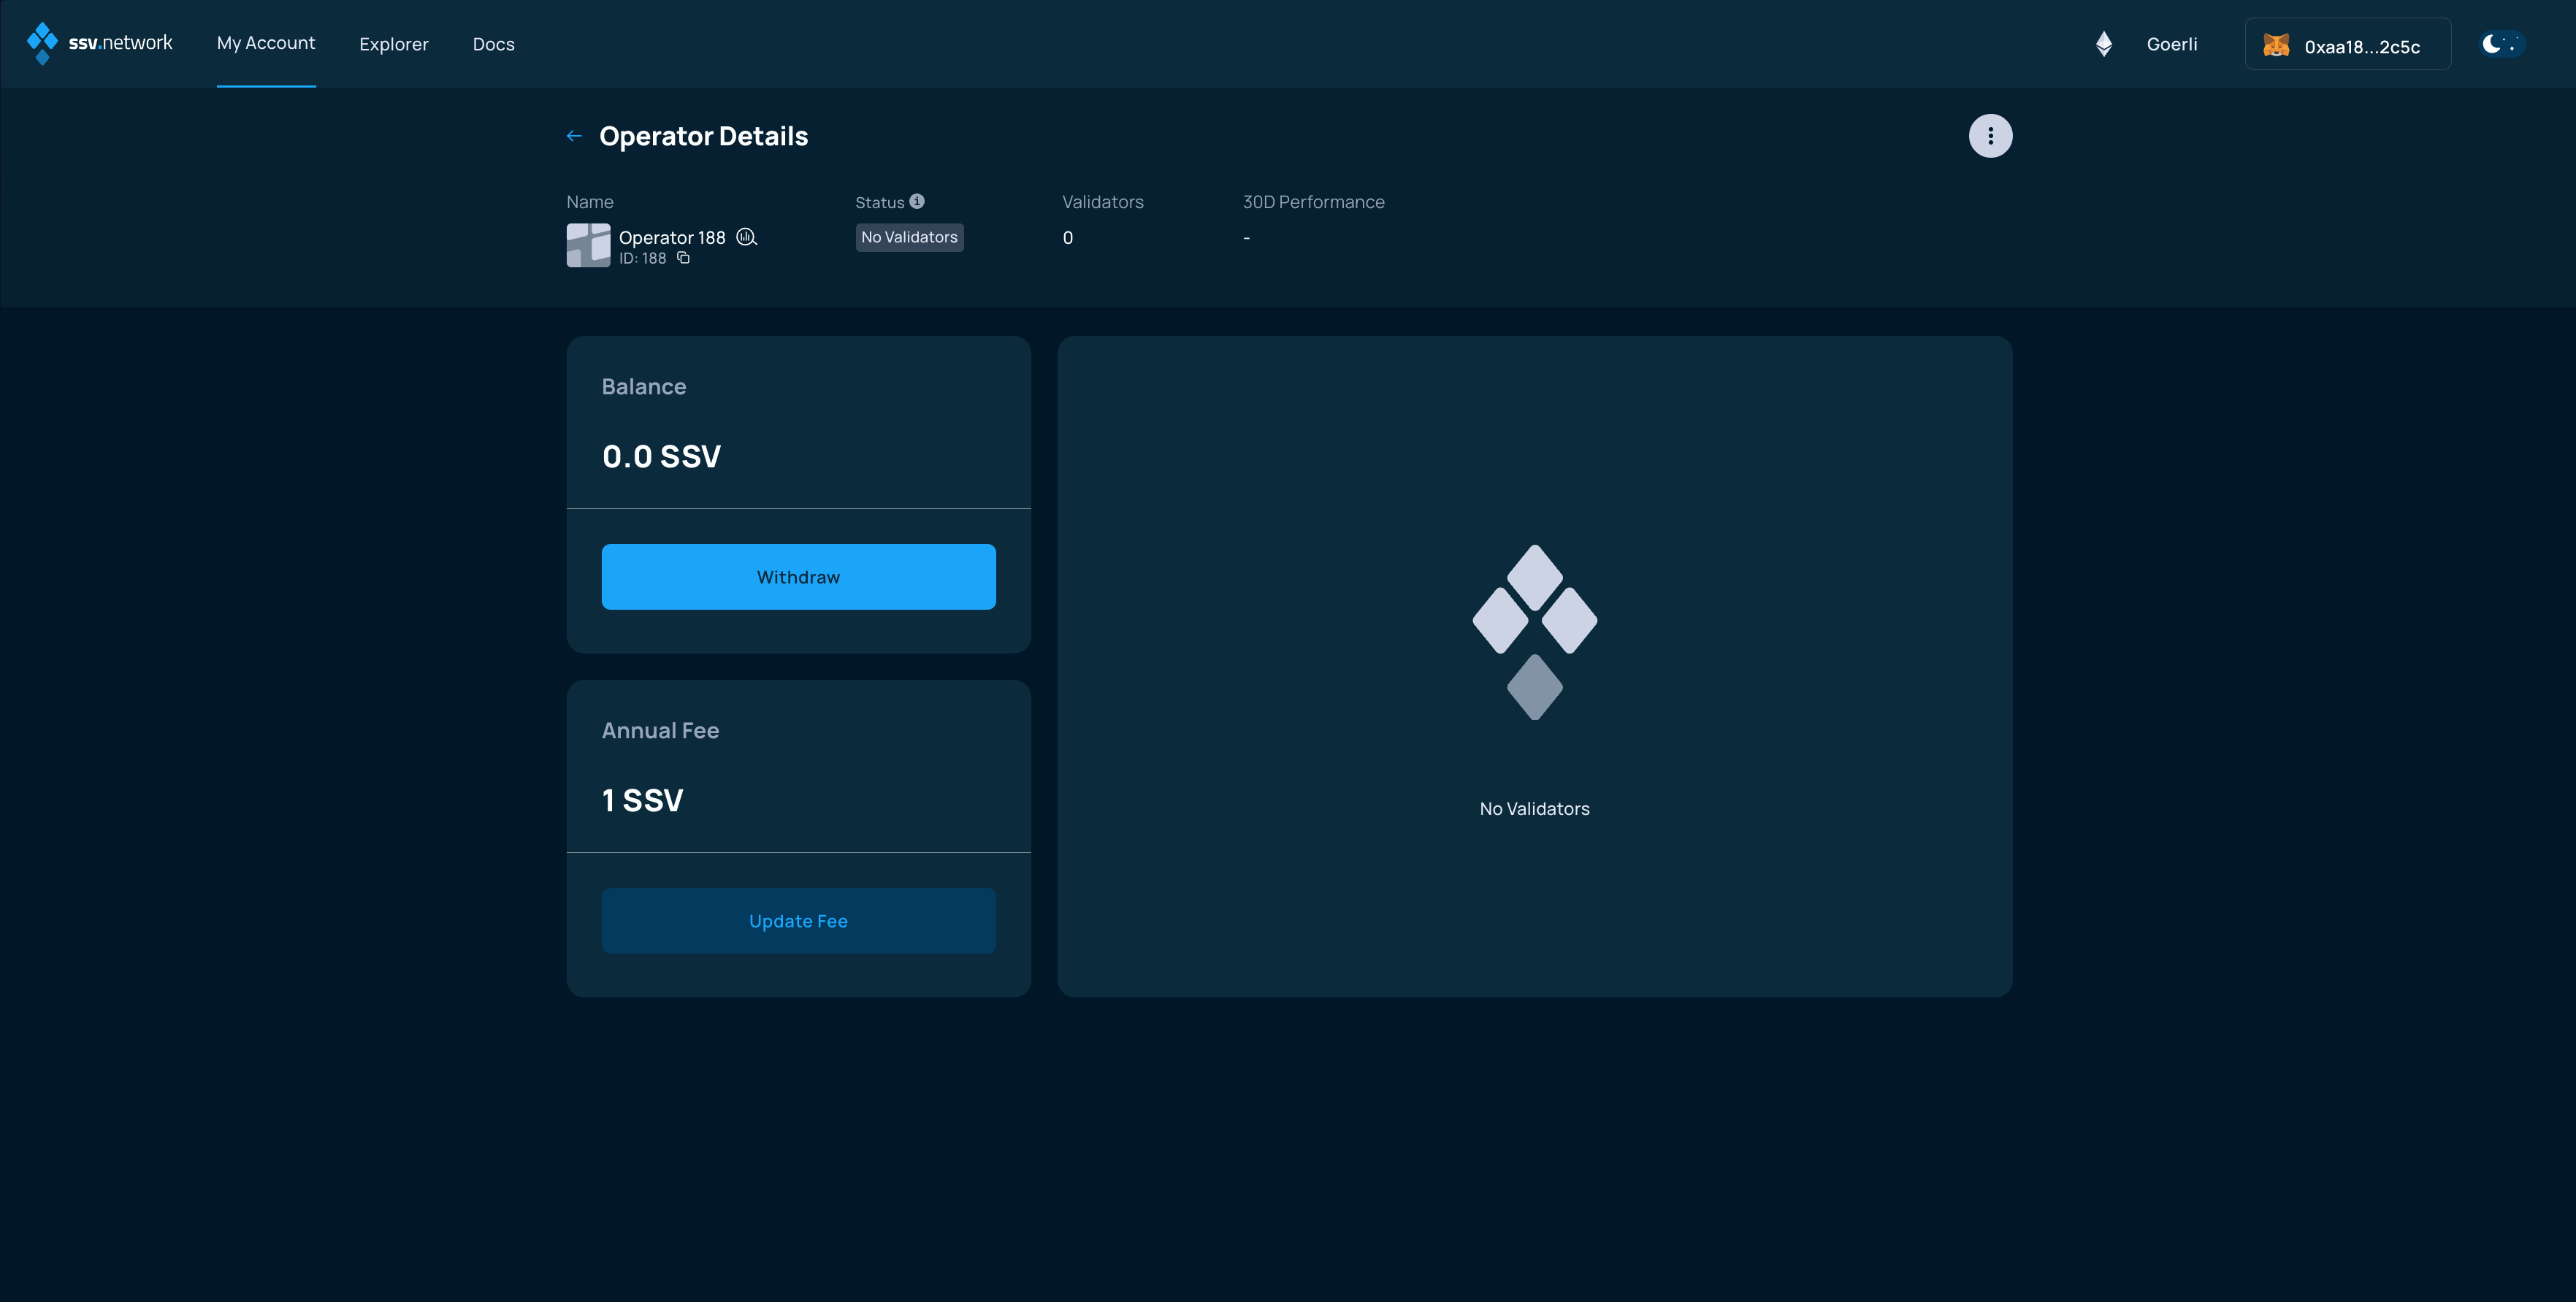 ssv.network
My Account
Explorer
Docs
Goerli
0xaa18...2c5c
Operator Details
Name
Status
Validators
30D Performance
Operator 188
ID: 188
No Validators
0
-
Balance
0.0 SSV
Withdraw
Annual Fee
1 SSV
Update Fee
No Validators